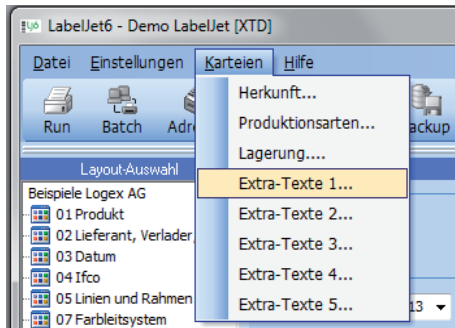 LabelJet6 - Demo LabelJet [XTD]
Datei Einstellungen Karteien Hilfe
Herkunft...
Produktionsarten...
Lagerung....
Extra-Texte 1...
Extra-Texte 2...
Extra-Texte 3...
Extra-Texte 4...
Extra-Texte 5...
Run Batch Adr ackup
Layout-Auswahl
Beispiele Logex AG
01 Produkt
02 Lieferant, Verlader,
03 Datum
04 Ifco
05 Linien und Rahmen
07 Farbleitsystem
13